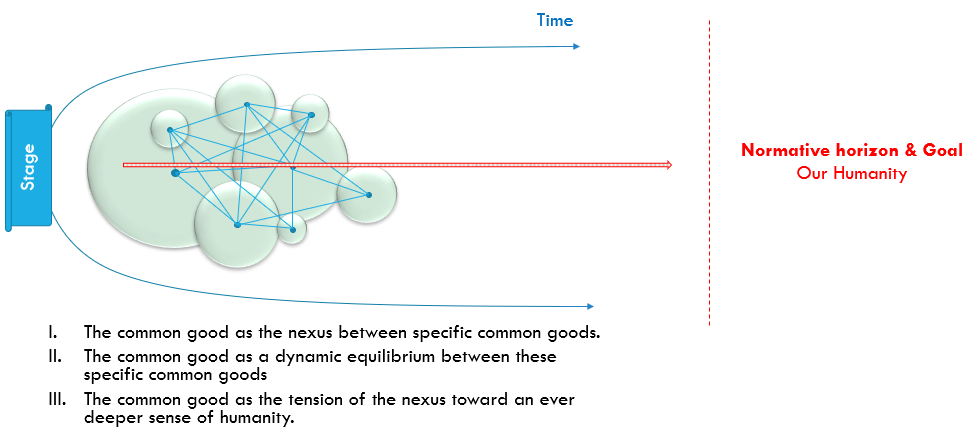 Time
Stage
Normative horizon & Goal
Our Humanity
I. The common good as the nexus between specific common goods.
II. The common good as a dynamic equilibrium between these
specific common goods
III. The common good as the tension of the nexus toward an ever
deeper sense of humanity.